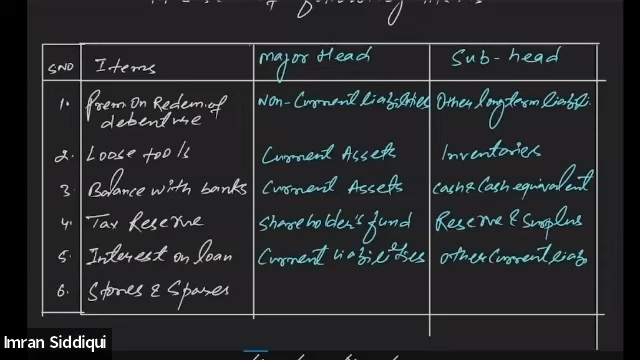 SNO Items Major Head Sub-head
1. Prem On Redem. of Non-Current liabilities Other long term liabili.
debenture
2. Loose tools Current Assets Inventories
3. Balance with banks Current Assets Cash & Cash equivalent
4. Tax Reserve Shareholder's fund Reserve & Surplus
5. Interest on loan Current liabilities Other Current liab
6. Stores & Spares
Imran Siddiqui